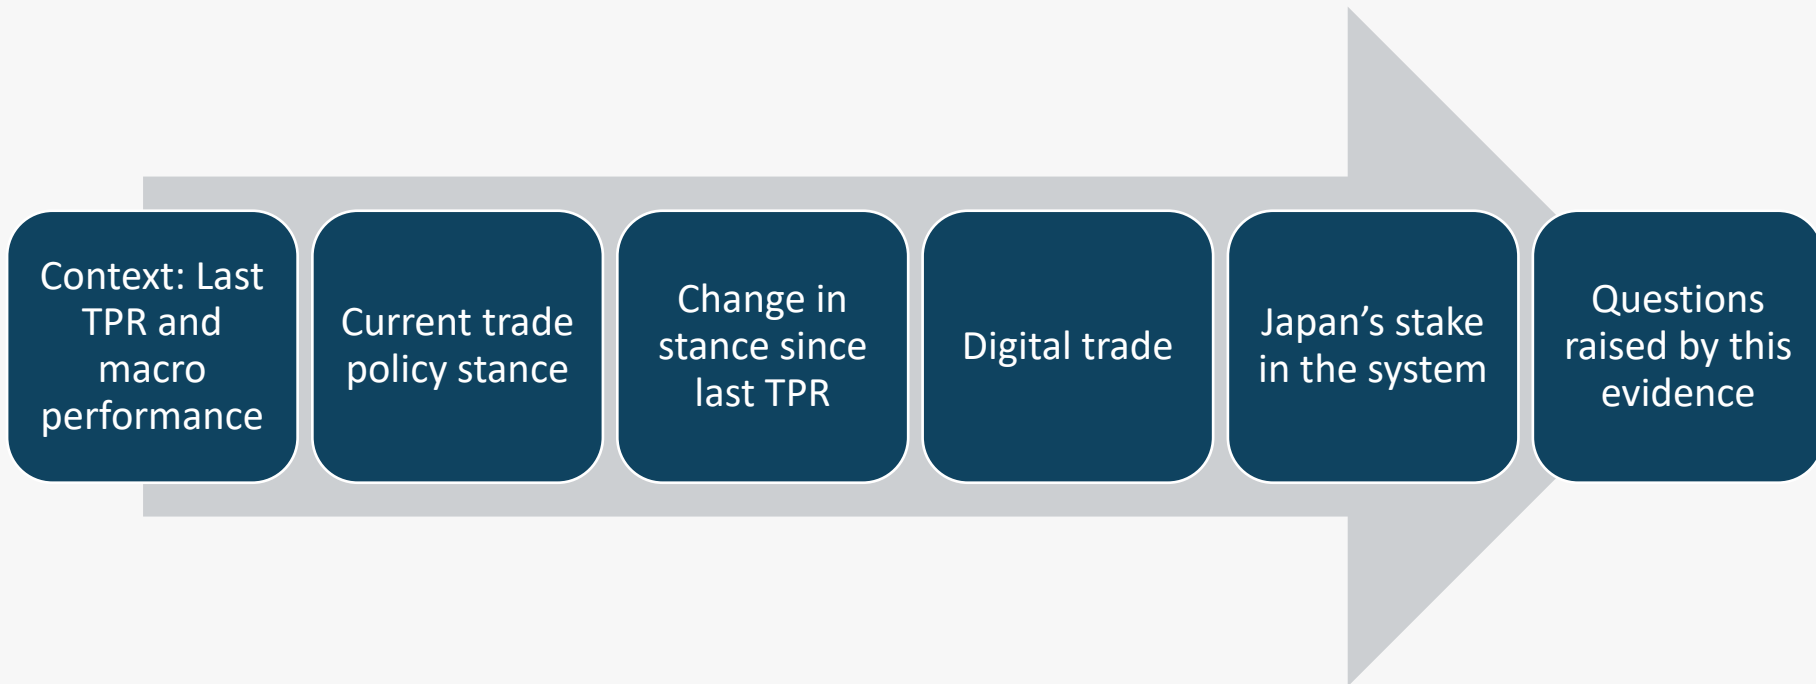 Context: Last
TPR and
macro
performance
Current trade
policy stance
Change in
stance since
last TPR
Digital trade
Japan’s stake
in the system
Questions
raised by this
evidence